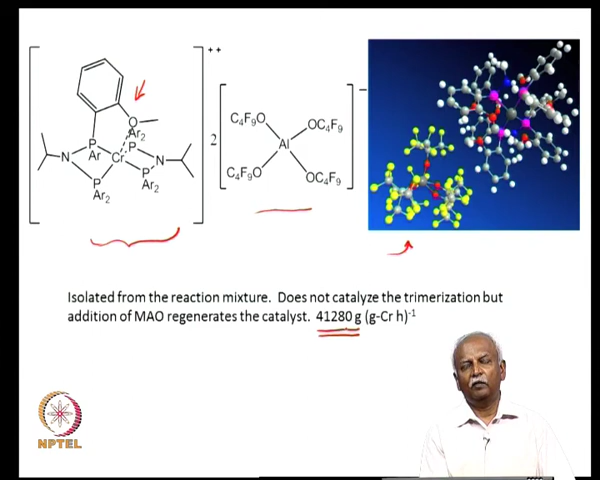 ++
O
Ar2
P
Ar
Cr
P
N
N
P
Ar2
P
Ar2
2
C4F9O
OC4F9
Al
C4F9O
OC4F9
−
Isolated from the reaction mixture. Does not catalyze the trimerization but
addition of MAO regenerates the catalyst. 41280 g (g-Cr h)-1
NPTEL